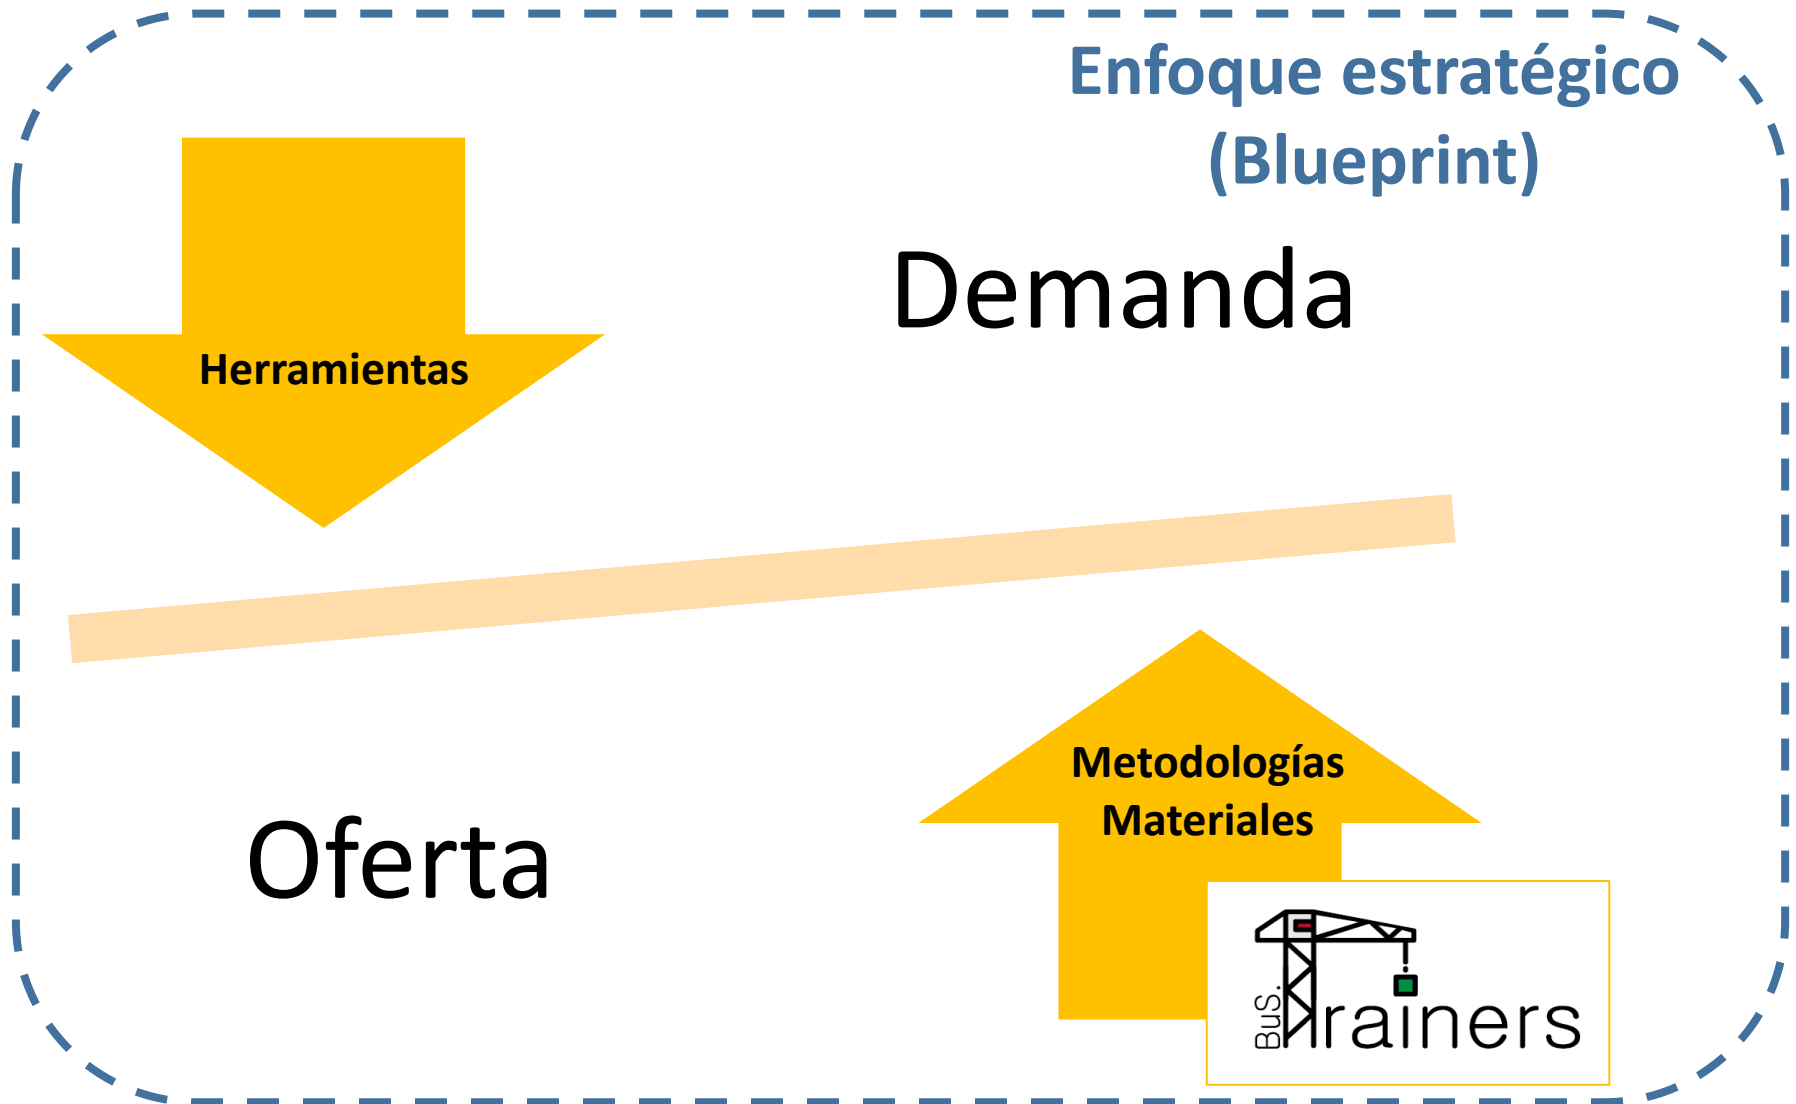 Enfoque estratégico
(Blueprint)
Demanda
Herramientas
Metodologías
Materiales
Oferta
BuS.
Trainers